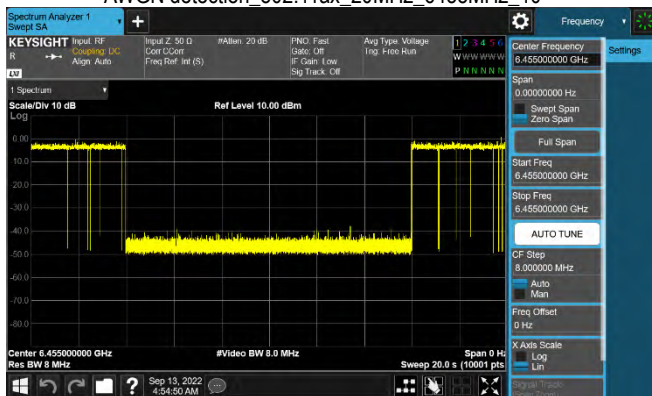 Spectrum Analyzer 1
Swept SA
+
Frequency
KEYSIGHT
R
LXI
Input: RF
Coupling: DC
Align: Auto
Input Z: 50 Ω
Corr CCorr
Freq Ref: Int (S)
#Atten: 20 dB
PNO: Fast
Gate: Off
IF Gain: Low
Sig Track: Off
Avg Type: Voltage
Trig: Free Run
1 2 3 4 5 6
W W W W W W
P N N N N N
1 Spectrum
Scale/Div 10 dB
Ref Level 10.00 dBm
Log
0.00
-10.0
-20.0
-30.0
-40.0
-50.0
-60.0
-70.0
-80.0
Center 6.455000000 GHz
#Video BW 8.0 MHz
Span 0 Hz
Res BW 8 MHz
Sweep 20.0 s (10001 pts
Center Frequency
6.455000000 GHz
Settings
Span
0.00000000 Hz
Swept Span
Zero Span
Full Span
Start Freq
6.455000000 GHz
Stop Freq
6.455000000 GHz
AUTO TUNE
CF Step
8.000000 MHz
Auto
Man
Freq Offset
0 Hz
X Axis Scale
Log
Lin
Signal Track
?
Sep 13, 2022
4:54:50 AM